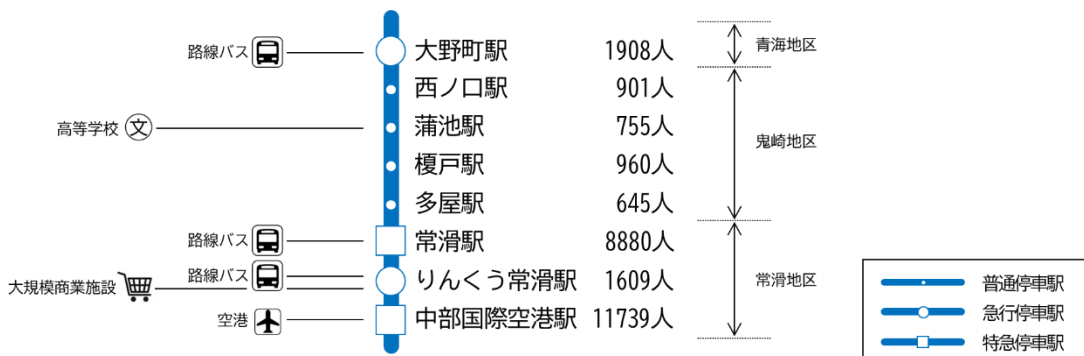 路線バス 大野町駅 1908人 青海地区
西ノ口駅 901人
高等学校 文 蒲池駅 755人 鬼崎地区
榎戸駅 960人
多屋駅 645人
路線バス 常滑駅 8880人
路線バス
大規模商業施設 りんくう常滑駅 1609人 常滑地区
空港 中部国際空港駅 11739人
普通停車駅
急行停車駅
特急停車駅